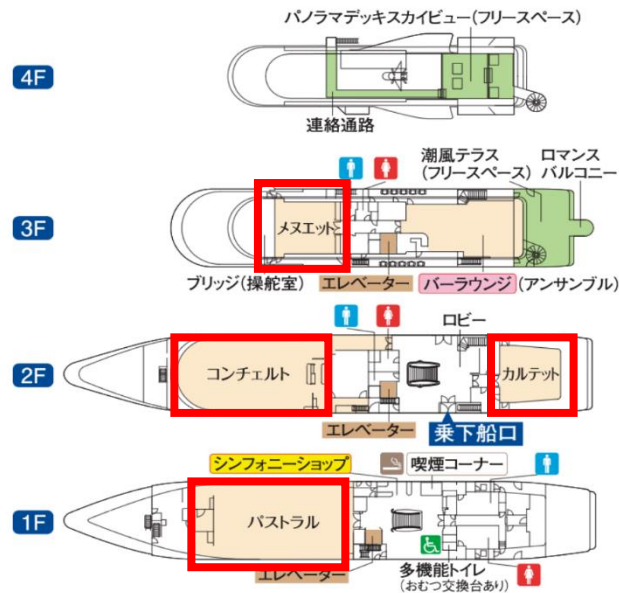 パノラマデッキスカイビュー(フリースペース)
4F
連絡通路
潮風テラス
(フリースペース)
ロマンス
バルコニー
3F
メヌエット
ブリッジ(操舵室)
エレベーター
バーラウンジ
(アンサンブル)
ロビー
2F
コンチェルト
カルテット
エレベーター
乗下船口
シンフォニーショップ
喫煙コーナー
1F
パストラル
エレベーター
多機能トイレ
(おむつ交換台あり)